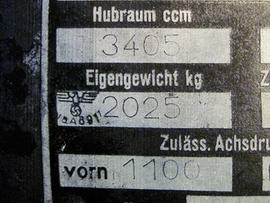 Hubraum ccm
3405
Eigengewicht kg
2025
Zuläss. Achsdru
vorn 1100